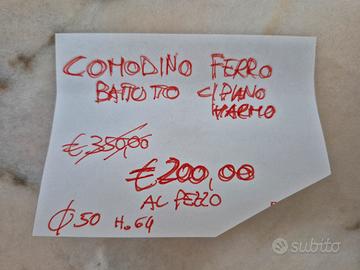 COMODINO FERRO
BATTUTO C/PIANO
MARMO
€350,00
€200,00
AL PEZZO
Ø50 H.64
subito